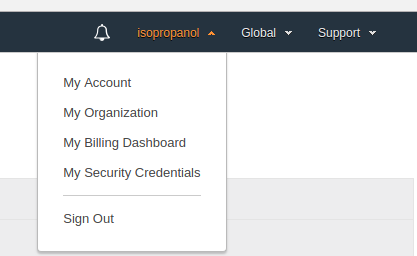 isopropanol Global Support
My Account
My Organization
My Billing Dashboard
My Security Credentials
Sign Out